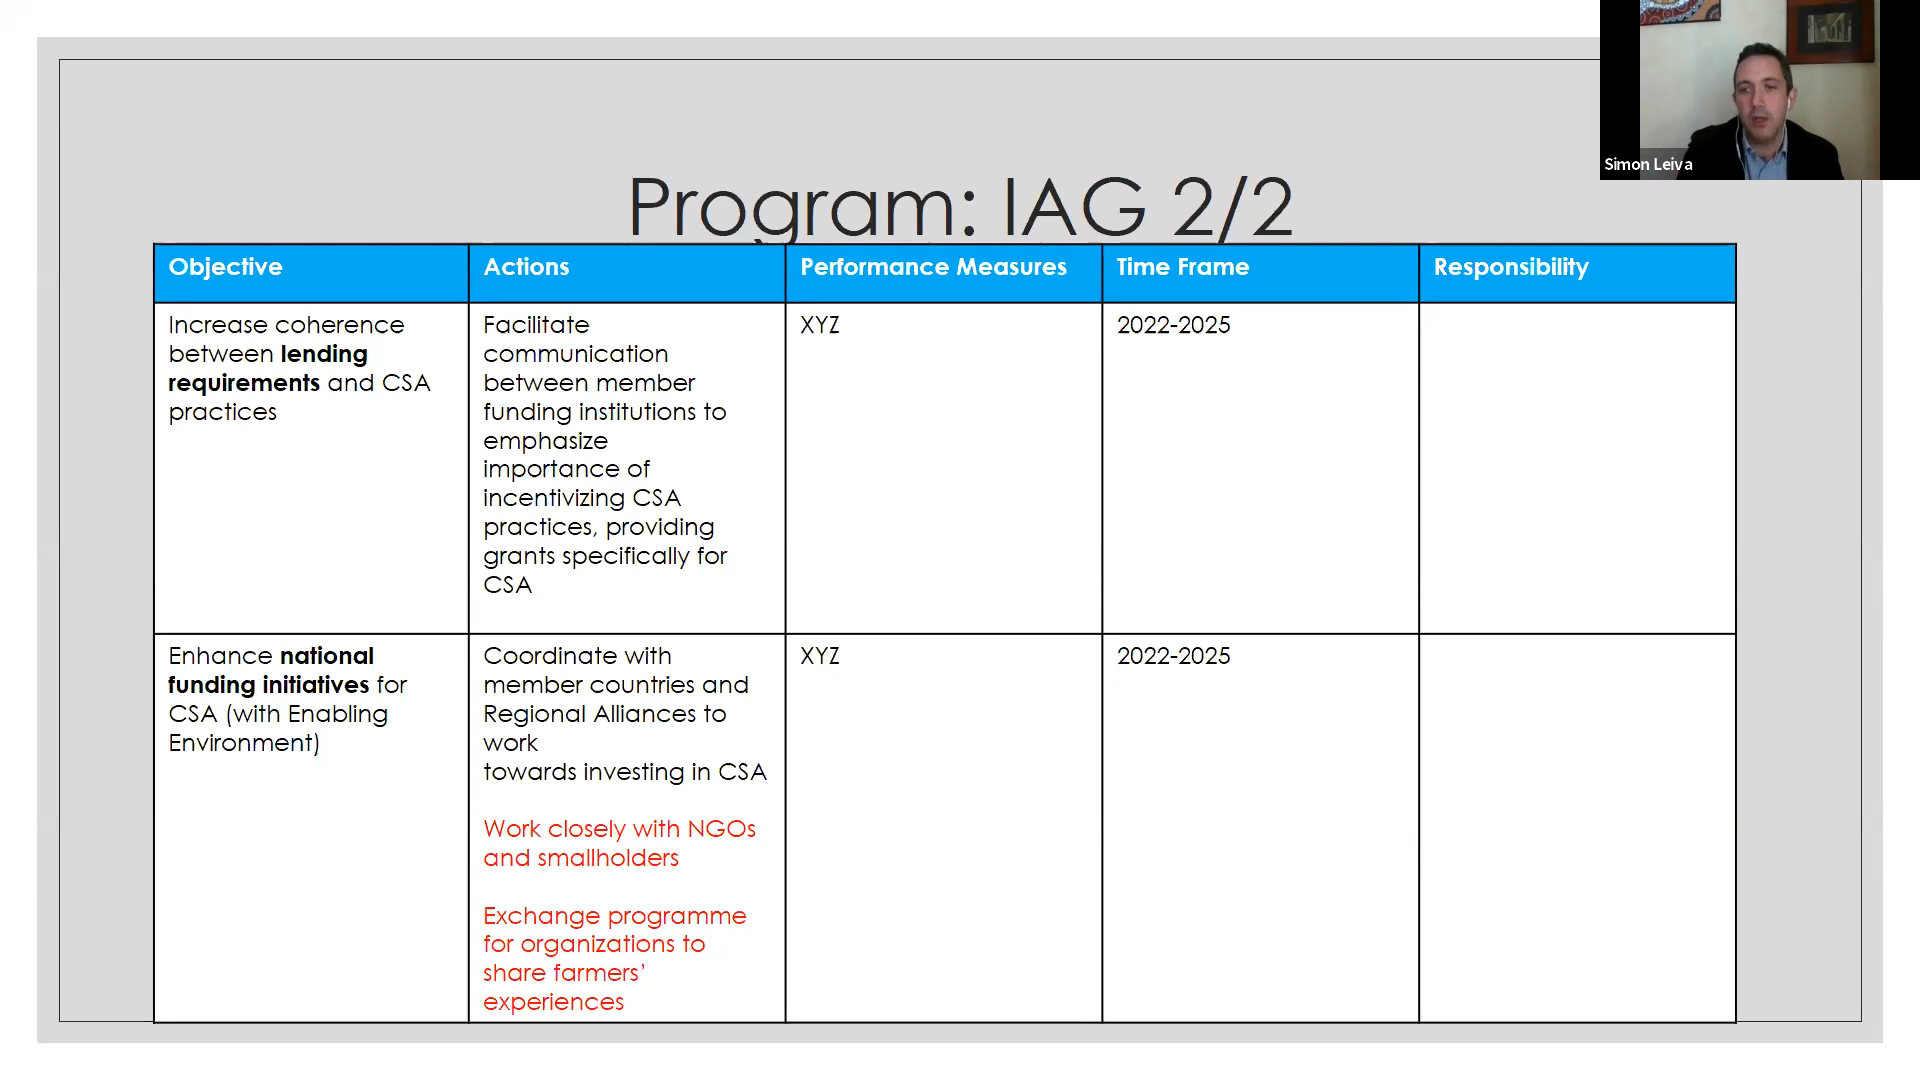 Simon Leiva
Program: IAG 2/2
Objective
Actions
Performance Measures
Time Frame
Responsibility
Increase coherence
between lending
requirements and CSA
practices
Facilitate
communication
between member
funding institutions to
emphasize
importance of
incentivizing CSA
practices, providing
grants specifically for
CSA
XYZ
2022-2025
Enhance national
funding initiatives for
CSA (with Enabling
Environment)
Coordinate with
member countries and
Regional Alliances to
work
towards investing in CSA
Work closely with NGOs
and smallholders
Exchange programme
for organizations to
share farmers’
experiences
XYZ
2022-2025